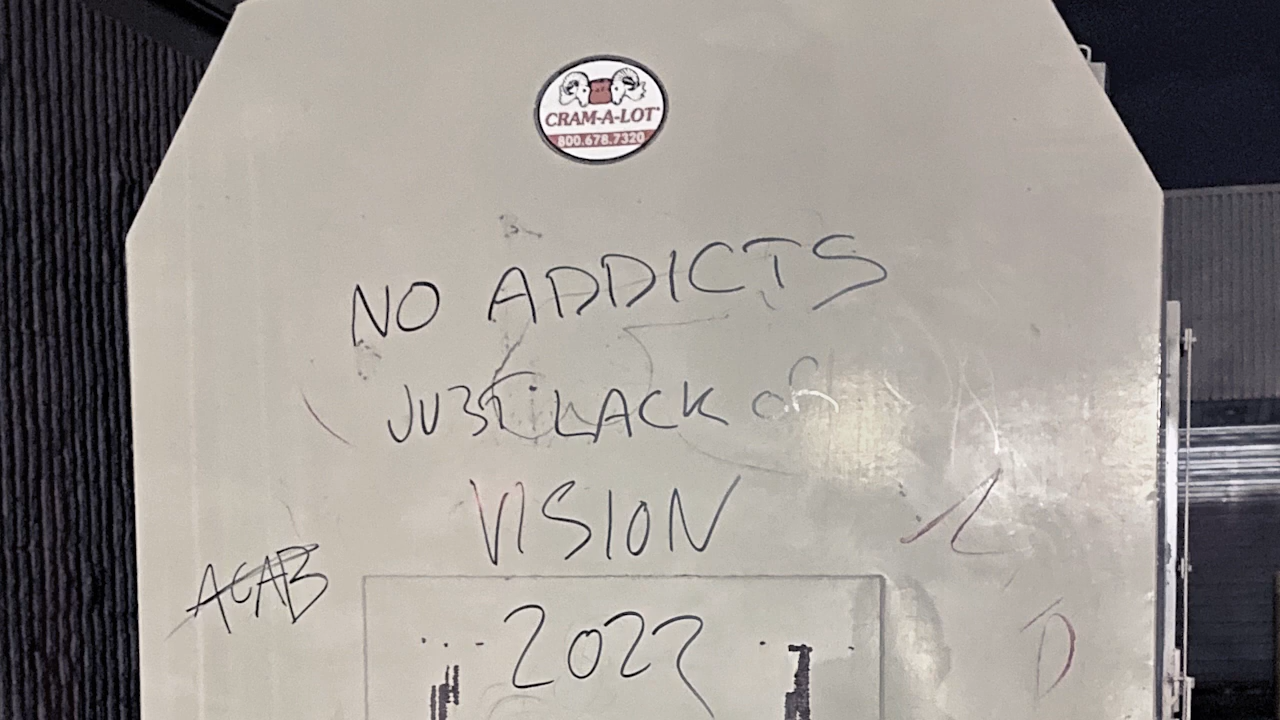 CRAM-A-LOT
800.678.7320
NO ADDICTS
JUST LACK of
VISION
ACAB
2022